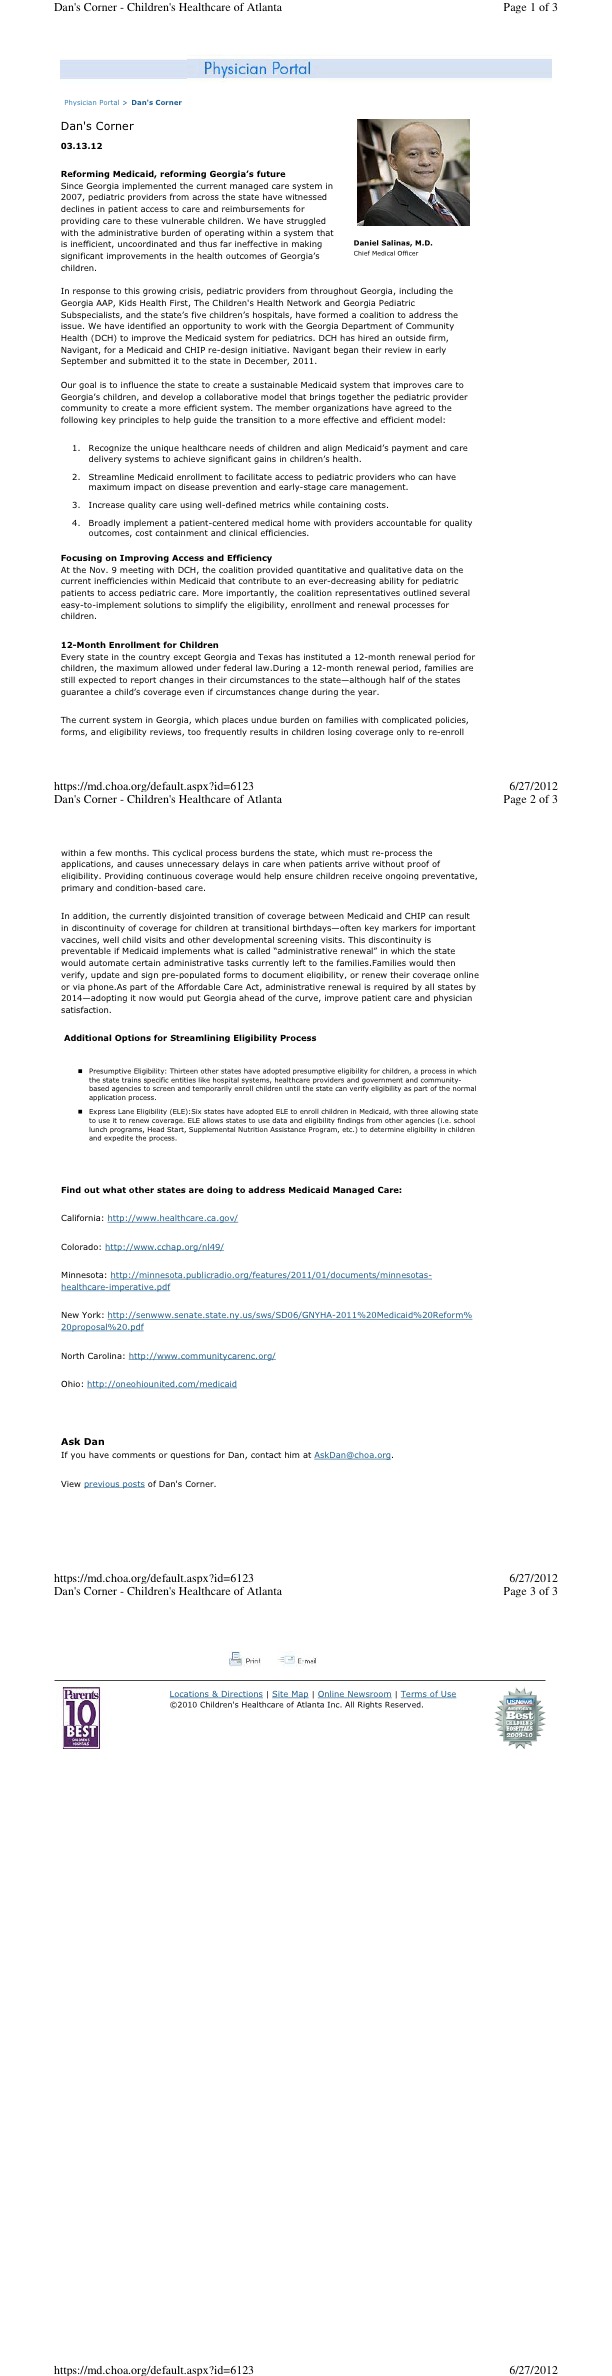 Dan's Corner - Children's Healthcare of Atlanta Page 1 of 3
Physician Portal
Physician Portal > Dan's Corner
Dan's Corner
03.13.12
Reforming Medicaid, reforming Georgia's future
Since Georgia implemented the current managed care system in
2007, pediatric providers from across the state have witnessed
declines in patient access to care and reimbursements for
providing care to these vulnerable children. We have struggled
with the administrative burden of operating within a system that
is inefficient, uncoordinated and thus far ineffective in making
significant improvements in the health outcomes of Georgia's
children.
Daniel Salinas, M.D.
Chief Medical Officer
In response to this growing crisis, pediatric providers from throughout Georgia, including the
Georgia AAP, Kids Health First, The Children's Health Network and Georgia Pediatric
Subspecialists, and the state's five children's hospitals, have formed a coalition to address the
issue. We have identified an opportunity to work with the Georgia Department of Community
Health (DCH) to improve the Medicaid system for pediatrics. DCH has hired an outside firm,
Navigant, for a Medicaid and CHIP re-design initiative. Navigant began their review in early
September and submitted it to the state in December, 2011.
Our goal is to influence the state to create a sustainable Medicaid system that improves care to
Georgia's children, and develop a collaborative model that brings together the pediatric provider
community to create a more efficient system. The member organizations have agreed to the
following key principles to help guide the transition to a more effective and efficient model:
1. Recognize the unique healthcare needs of children and align Medicaid's payment and care
delivery systems to achieve significant gains in children's health.
2. Streamline Medicaid enrollment to facilitate access to pediatric providers who can have
maximum impact on disease prevention and early-stage care management.
3. Increase quality care using well-defined metrics while containing costs.
4. Broadly implement a patient-centered medical home with providers accountable for quality
outcomes, cost containment and clinical efficiencies.
Focusing on Improving Access and Efficiency
At the Nov. 9 meeting with DCH, the coalition provided quantitative and qualitative data on the
current inefficiencies within Medicaid that contribute to an ever-decreasing ability for pediatric
patients to access pediatric care. More importantly, the coalition representatives outlined several
easy-to-implement solutions to simplify the eligibility, enrollment and renewal processes for
children.
12-Month Enrollment for Children
Every state in the country except Georgia and Texas has instituted a 12-month renewal period for
children, the maximum allowed under federal law.During a 12-month renewal period, families are
still expected to report changes in their circumstances to the state—although half of the states
guarantee a child's coverage even if circumstances change during the year.
The current system in Georgia, which places undue burden on families with complicated policies,
forms, and eligibility reviews, too frequently results in children losing coverage only to re-enroll
https://md.choa.org/default.aspx?id=6123 6/27/2012
Dan's Corner - Children's Healthcare of Atlanta Page 2 of 3
within a few months. This cyclical process burdens the state, which must re-process the
applications, and causes unnecessary delays in care when patients arrive without proof of
eligibility. Providing continuous coverage would help ensure children receive ongoing preventative,
primary and condition-based care.
In addition, the currently disjointed transition of coverage between Medicaid and CHIP can result
in discontinuity of coverage for children at transitional birthdays—often key markers for important
vaccines, well child visits and other developmental screening visits. This discontinuity is
preventable if Medicaid implements what is called “administrative renewal” in which the state
would automate certain administrative tasks currently left to the families.Families would then
verify, update and sign pre-populated forms to document eligibility, or renew their coverage online
or via phone.As part of the Affordable Care Act, administrative renewal is required by all states by
2014—adopting it now would put Georgia ahead of the curve, improve patient care and physician
satisfaction.
Additional Options for Streamlining Eligibility Process
■ Presumptive Eligibility: Thirteen other states have adopted presumptive eligibility for children, a process in which
the state trains specific entities like hospital systems, healthcare providers and government and community-
based agencies to screen and temporarily enroll children until the state can verify eligibility as part of the normal
application process.
■ Express Lane Eligibility (ELE):Six states have adopted ELE to enroll children in Medicaid, with three allowing state
to use it to renew coverage. ELE allows states to use data and eligibility findings from other agencies (i.e. school
lunch programs, Head Start, Supplemental Nutrition Assistance Program, etc.) to determine eligibility in children
and expedite the process.
Find out what other states are doing to address Medicaid Managed Care:
California: http://www.healthcare.ca.gov/
Colorado: http://www.cchap.org/nl49/
Minnesota: http://minnesota.publicradio.org/features/2011/01/documents/minnesotas-
healthcare-imperative.pdf
New York: http://senwww.senate.state.ny.us/sws/SD06/GNYHA-2011%20Medicaid%20Reform%
20proposal%20.pdf
North Carolina: http://www.communitycarenc.org/
Ohio: http://oneohiounited.com/medicaid
Ask Dan
If you have comments or questions for Dan, contact him at AskDan@choa.org.
View previous posts of Dan's Corner.
https://md.choa.org/default.aspx?id=6123 6/27/2012
Dan's Corner - Children's Healthcare of Atlanta Page 3 of 3
Print E-mail
Parents
10
BEST
CHILDREN'S
HOSPITALS
Locations & Directions | Site Map | Online Newsroom | Terms of Use
©2010 Children's Healthcare of Atlanta Inc. All Rights Reserved.
USNews
AMERICA'S
Best
CHILDREN'S
HOSPITALS
2009-10
https://md.choa.org/default.aspx?id=6123 6/27/2012